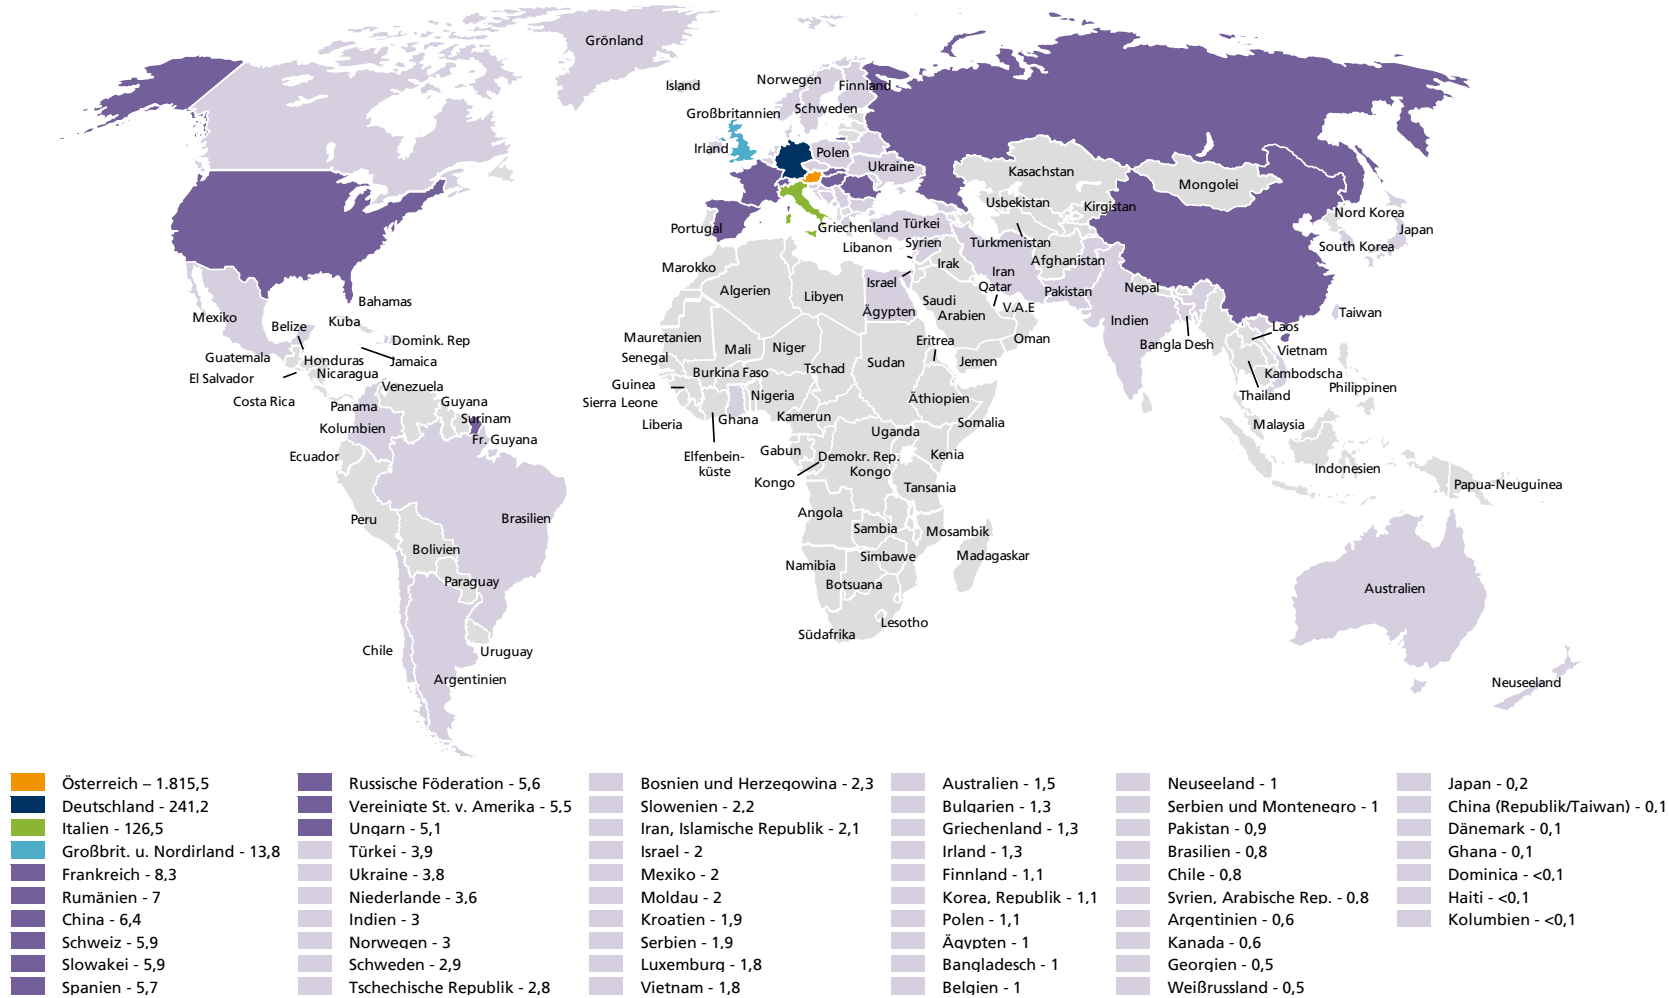 Grönland
Island
Norwegen
Finnland
Schweden
Großbritannien
Irland
Polen
Ukraine
Kasachstan
Mongolei
Usbekistan
Kirgistan
Nord Korea
Japan
South Korea
Portugal
Griechenland
Türkei
Libanon
Syrien
Turkmenistan
Afghanistan
Marokko
Irak
Iran
Israel
Qatar
Pakistan
Nepal
Algerien
Libyen
Ägypten
Saudi
Arabien
V.A.E
Indien
Taiwan
Bahamas
Mexiko
Kuba
Belize
Domink. Rep
Jamaica
Guatemala
Honduras
El Salvador
Nicaragua
Costa Rica
Venezuela
Panama
Guyana
Surinam
Kolumbien
Fr. Guyana
Ecuador
Mauretanien
Mali
Niger
Senegal
Tschad
Sudan
Eritrea
Oman
Jemen
Bangla Desh
Laos
Vietnam
Kambodscha
Thailand
Philippinen
Burkina Faso
Guinea
Nigeria
Sierra Leone
Äthiopien
Liberia
Ghana
Kamerun
Somalia
Uganda
Malaysia
Elfenbein-
küste
Gabun
Demokr. Rep.
Kongo
Kenia
Kongo
Tansania
Indonesien
Papua-Neuguinea
Peru
Brasilien
Angola
Sambia
Mosambik
Bolivien
Simbawe
Madagaskar
Namibia
Botsuana
Paraguay
Australien
Lesotho
Südafrika
Chile
Uruguay
Argentinien
Neuseeland
Österreich – 1.815,5
Deutschland - 241,2
Italien - 126,5
Großbrit. u. Nordirland - 13,8
Frankreich - 8,3
Rumänien - 7
China - 6,4
Schweiz - 5,9
Slowakei - 5,9
Spanien - 5,7
Russische Föderation - 5,6
Vereinigte St. v. Amerika - 5,5
Ungarn - 5,1
Türkei - 3,9
Ukraine - 3,8
Niederlande - 3,6
Indien - 3
Norwegen - 3
Schweden - 2,9
Tschechische Republik - 2,8
Bosnien und Herzegowina - 2,3
Slowenien - 2,2
Iran, Islamische Republik - 2,1
Israel - 2
Mexiko - 2
Moldau - 2
Kroatien - 1,9
Serbien - 1,9
Luxemburg - 1,8
Vietnam - 1,8
Australien - 1,5
Bulgarien - 1,3
Griechenland - 1,3
Irland - 1,3
Finnland - 1,1
Korea, Republik - 1,1
Polen - 1,1
Ägypten - 1
Bangladesch - 1
Belgien - 1
Neuseeland - 1
Serbien und Montenegro - 1
Pakistan - 0,9
Brasilien - 0,8
Chile - 0,8
Syrien, Arabische Rep. - 0,8
Argentinien - 0,6
Kanada - 0,6
Georgien - 0,5
Weißrussland - 0,5
Japan - 0,2
China (Republik/Taiwan) - 0,1
Dänemark - 0,1
Ghana - 0,1
Dominica - <0,1
Haiti - <0,1
Kolumbien - <0,1